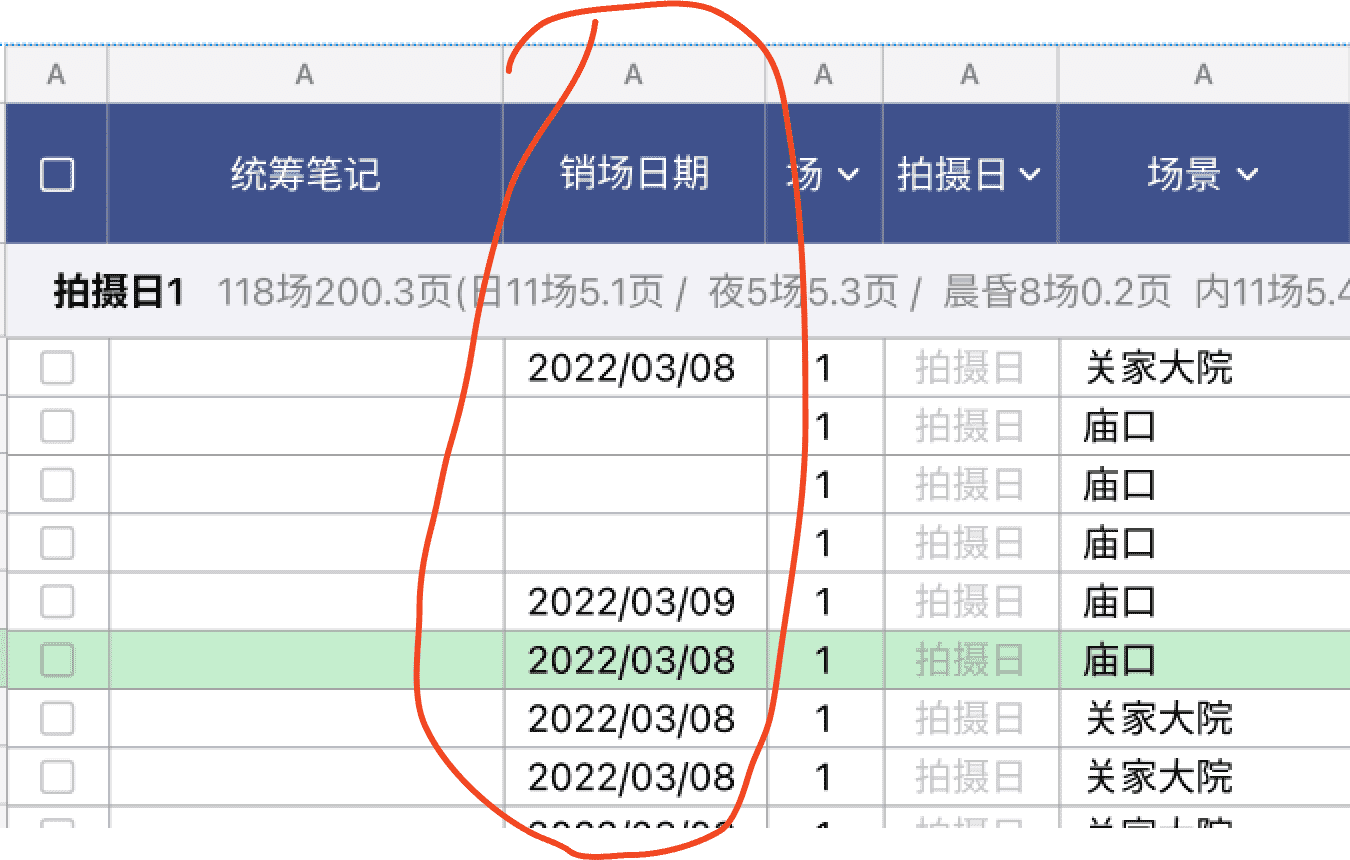 A A A A A A
统筹笔记 销场日期 场 拍摄日 场景
拍摄日1 118场200.3页(日11场5.1页 / 夜5场5.3页 / 晨昏8场0.2页 内11场5.4
2022/03/08 1 拍摄日 关家大院
1 拍摄日 庙口
1 拍摄日 庙口
1 拍摄日 庙口
2022/03/09 1 拍摄日 庙口
2022/03/08 1 拍摄日 庙口
2022/03/08 1 拍摄日 关家大院
2022/03/08 1 拍摄日 关家大院